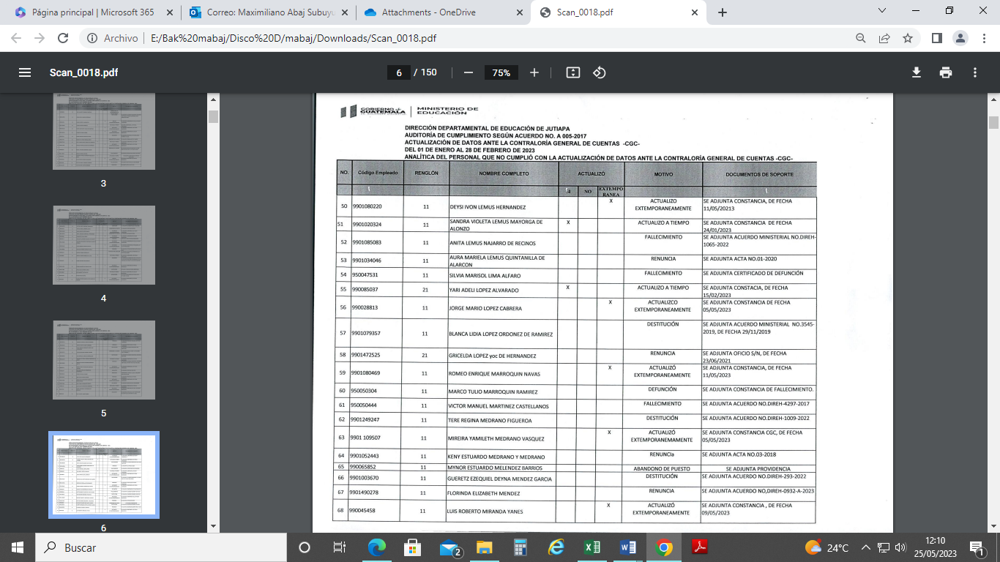 Página principal | Microsoft 365
Correo: Maximiliano Abaj Subuyu
Attachments - OneDrive
Scan_0018.pdf
Archivo E:/Bak%20mabaj/Disco%20D/mabaj/Downloads/Scan_0018.pdf
Scan_0018.pdf
6 / 150
75%
3
4
5
6
GOBIERNO de GUATEMALA
MINISTERIO DE EDUCACIÓN
DIRECCIÓN DEPARTAMENTAL DE EDUCACIÓN DE JUTIAPA
AUDITORÍA DE CUMPLIMIENTO SEGÚN ACUERDO NO. A 005-2017
ACTUALIZACIÓN DE DATOS ANTE LA CONTRALORÍA GENERAL DE CUENTAS -CGC-
DEL 01 DE ENERO AL 28 DE FEBRERO DE 2023
ANALÍTICA DEL PERSONAL QUE NO CUMPLIÓ CON LA ACTUALIZACIÓN DE DATOS ANTE LA CONTRALORÍA GENERAL DE CUENTAS -CGC-
NO. Código Empleado RENGLÓN NOMBRE COMPLETO ACTUALIZÓ MOTIVO DOCUMENTOS DE SOPORTE
SI NO EXTEMPO RANEA
50 9901080220 11 DEYSI IVON LEMUS HERNANDEZ X ACTUALIZO EXTEMPORÁNEAMENTE SE ADJUNTA CONSTANCIA, DE FECHA 11/05/20213
51 9901020324 11 SANDRA VIOLETA LEMUS MAYORGA DE ALONZO X ACTUALIZO A TIEMPO SE ADJUNTA CONSTANCIA DE FECHA 24/01/2023
52 9901085083 11 ANITA LEMUS NAJARRO DE RECINOS FALLECIMIENTO SE ADJUNTA ACUERDO MINISTERIAL NO.DIREH-1065-2022
53 9901034046 11 AURA MARIELA LEMUS QUINTANILLA DE ALARCON RENUNCIA SE ADJUNTA ACTA NO.01-2020
54 950047531 11 SILVIA MARISOL LIMA ALFARO FALLECIMIENTO SE ADJUNTA CERTIFICADO DE DEFUNCIÓN
55 990085037 21 YARI ADELI LOPEZ ALVARADO X ACTUALIZO A TIEMPO SE ADJUNTA CONSTACIA, DE FECHA 15/02/2023
56 990028813 11 JORGE MARIO LOPEZ CABRERA X ACTUALIZCO EXTEMPORÁNEAMENTE SE ADJUNTA CONSTANCIA DE FECHA 05/05/2023
57 9901079357 11 BLANCA LIDIA LOPEZ ORDONEZ DE RAMIREZ DESTITUCIÓN SE ADJUNTA ACUERDO MINISTERIAL NO.3545-2019, DE FECHA 29/11/2019
58 9901472525 21 GRICELDA LOPEZ yoc DE HERNANDEZ RENUNCIA SE ADJUNTA OFICIO S/N, DE FECHA 23/06/2021
59 9901080469 11 ROMEO ENRIQUE MARROQUIN NAVAS X ACTUALIZÓ EXTEMPORÁNEAMENTE SE ADJUNTA CONSTANCIA, DE FECHA 11/05/2023
60 950050304 11 MARCO TULIO MARROQUIN RAMIREZ DEFUNCIÓN SE ADJUNTA CONSTANCIA DE FALLECIMIENTO.
61 950050444 11 VICTOR MANUEL MARTINEZ CASTELLANOS FALLECIMIENTO SE ADJUNTA ACUERDO NO.DIREH-4297-2017
62 9901249247 11 TERE REGINA MEDRANO FIGUEROA DESTITUCIÓN SE ADJUNTA ACUERDO NO.DIREH-1009-2022
63 9901 109507 11 MIREIRA YAMILETH MEDRANO VASQUEZ X ACTUALIZÓ EXTEMPORANEMAMENTE SE ADJUNTA CONSTANCIA CGC, DE FECHA 05/05/2023
64 9901052443 11 RENY ESTUARDO MEDRANO Y MEDRANO RENUNCIa SE ADJUNTA ACTA NO.03-2018
65 990065852 11 MYNOR ESTUARDO MELENDEZ BARRIOS ABANDONO DE PUESTO SE ADJUNTA PROVIDENCIA
66 9901003670 11 GUERETZ EZEQUIEL DEYNA MENDEZ GARCIA DESTITUCIÓN SE ADJUNTA ACUERDO NO.DIREH-293-2022
67 9901490278 11 FLORINDA ELIZABETH MENDEZ RENUNCIA SE ADJUNTA ACUERDO NO,DIREH-0932-A-2023
68 990045458 11 LUIS ROBERTO MIRANDA YANES X ACTUALIZÓ EXTEMPORÁNEAMENTE SE ADJUNTA CONSTANCIA , DE FECHA 09/05/2023
Buscar
2
24°C
12:10
25/05/2023
1